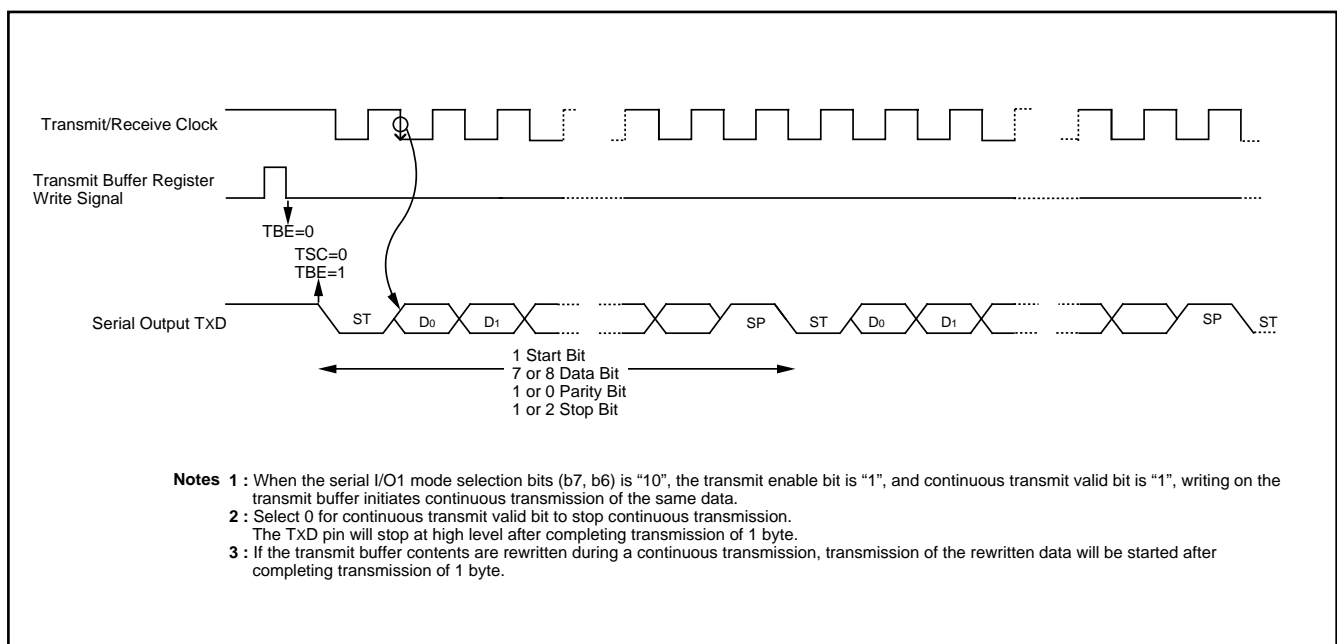 Transmit/Receive Clock
Transmit Buffer Register
Write Signal
TBE=0
TSC=0
TBE=1
Serial Output TXD
ST
D0
D1
SP
ST
D0
D1
SP
ST
1 Start Bit
7 or 8 Data Bit
1 or 0 Parity Bit
1 or 2 Stop Bit
Notes 1 : When the serial I/O1 mode selection bits (b7, b6) is “10”, the transmit enable bit is “1”, and continuous transmit valid bit is “1”, writing on the
transmit buffer initiates continuous transmission of the same data.
2 : Select 0 for continuous transmit valid bit to stop continuous transmission.
The TXD pin will stop at high level after completing transmission of 1 byte.
3 : If the transmit buffer contents are rewritten during a continuous transmission, transmission of the rewritten data will be started after
completing transmission of 1 byte.